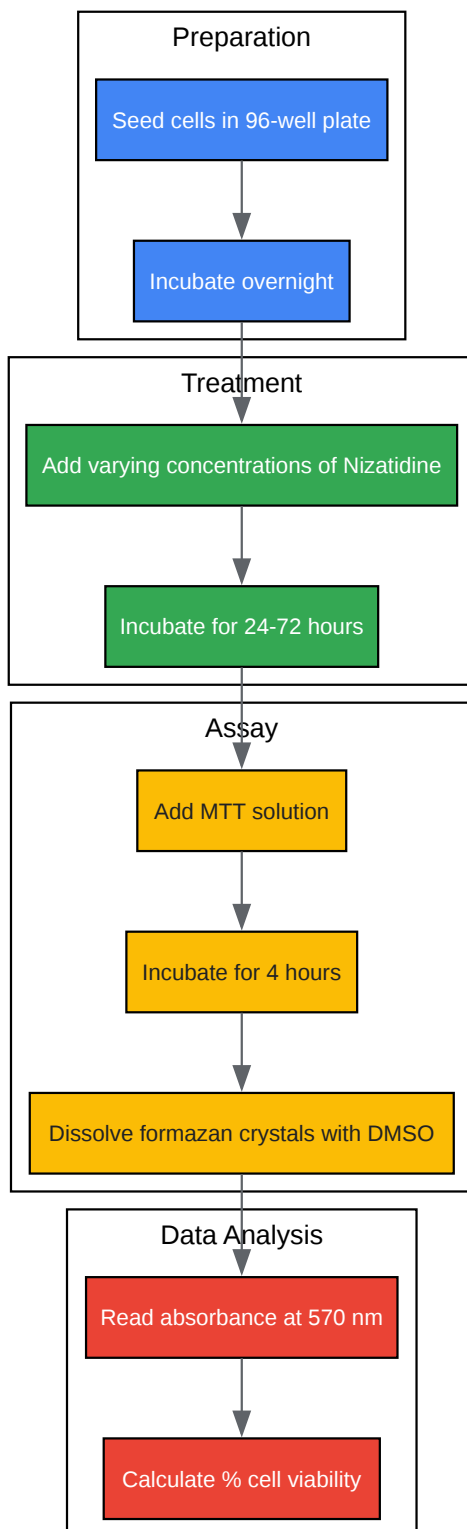 Preparation
Seed cells in 96-well plate
Incubate overnight
Treatment
Add varying concentrations of Nizatidine
Incubate for 24-72 hours
Assay
Add MTT solution
Incubate for 4 hours
Dissolve formazan crystals with DMSO
Data Analysis
Read absorbance at 570 nm
Calculate % cell viability